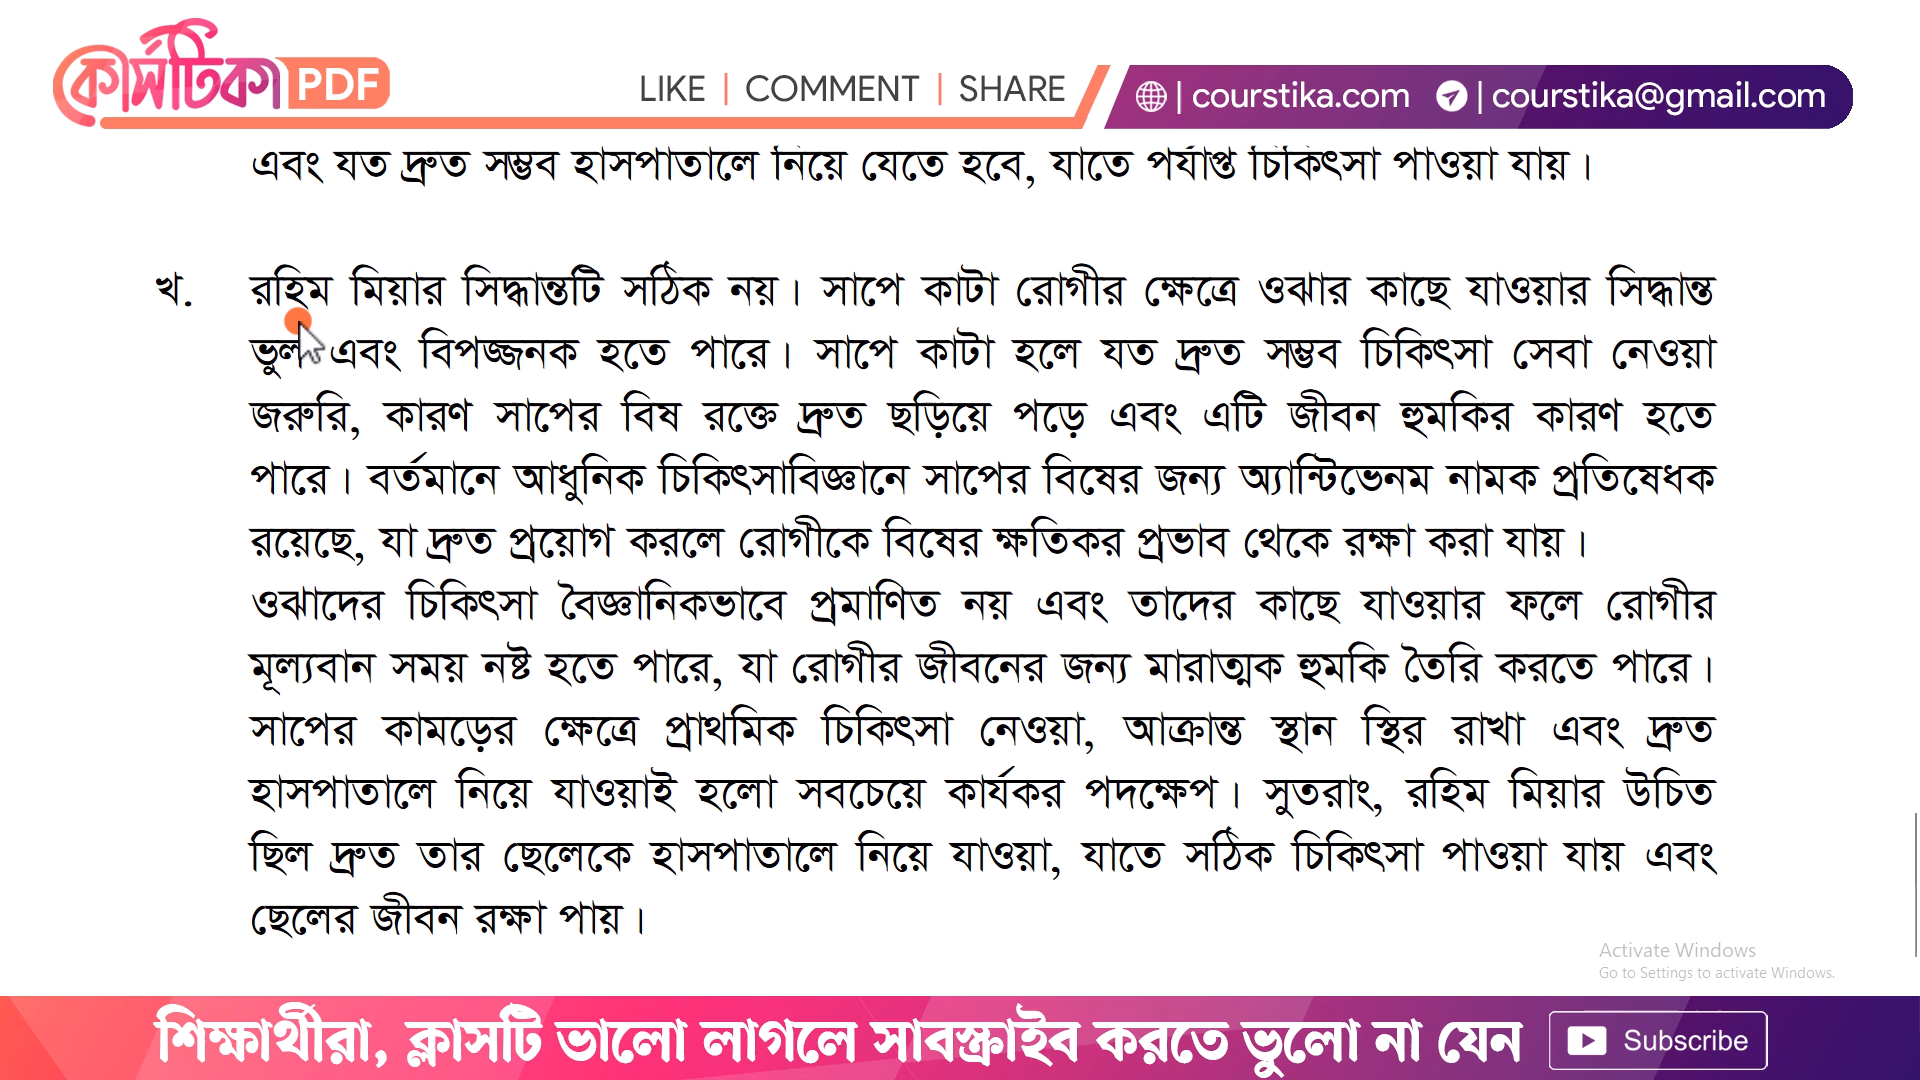 কোর্সটিকা PDF
LIKE | COMMENT | SHARE
| courstika.com | courstika@gmail.com
এবং যত দ্রুত সম্ভব হাসপাতালে নিয়ে যেতে হবে, যাতে পর্যাপ্ত চিকিৎসা পাওয়া যায়।
খ. রহিম মিয়ার সিদ্ধান্তটি সঠিক নয়। সাপে কাটা রোগীর ক্ষেত্রে ওঝার কাছে যাওয়ার সিদ্ধান্ত
ভুল এবং বিপজ্জনক হতে পারে। সাপে কাটা হলে যত দ্রুত সম্ভব চিকিৎসা সেবা নেওয়া
জরুরি, কারণ সাপের বিষ রক্তে দ্রুত ছড়িয়ে পড়ে এবং এটি জীবন হুমকির কারণ হতে
পারে। বর্তমানে আধুনিক চিকিৎসাবিজ্ঞানে সাপের বিষের জন্য অ্যান্টিভেনম নামক প্রতিষেধক
রয়েছে, যা দ্রুত প্রয়োগ করলে রোগীকে বিষের ক্ষতিকর প্রভাব থেকে রক্ষা করা যায়।
ওঝাদের চিকিৎসা বৈজ্ঞানিকভাবে প্রমাণিত নয় এবং তাদের কাছে যাওয়ার ফলে রোগীর
মূল্যবান সময় নষ্ট হতে পারে, যা রোগীর জীবনের জন্য মারাত্মক হুমকি তৈরি করতে পারে।
সাপের কামড়ের ক্ষেত্রে প্রাথমিক চিকিৎসা নেওয়া, আক্রান্ত স্থান স্থির রাখা এবং দ্রুত
হাসপাতালে নিয়ে যাওয়াই হলো সবচেয়ে কার্যকর পদক্ষেপ। সুতরাং, রহিম মিয়ার উচিত
ছিল দ্রুত তার ছেলেকে হাসপাতালে নিয়ে যাওয়া, যাতে সঠিক চিকিৎসা পাওয়া যায় এবং
ছেলের জীবন রক্ষা পায়।
Activate Windows
Go to Settings to activate Windows.
শিক্ষার্থীরা, ক্লাসটি ভালো লাগলে সাবস্ক্রাইব করতে ভুলো না যেন Subscribe